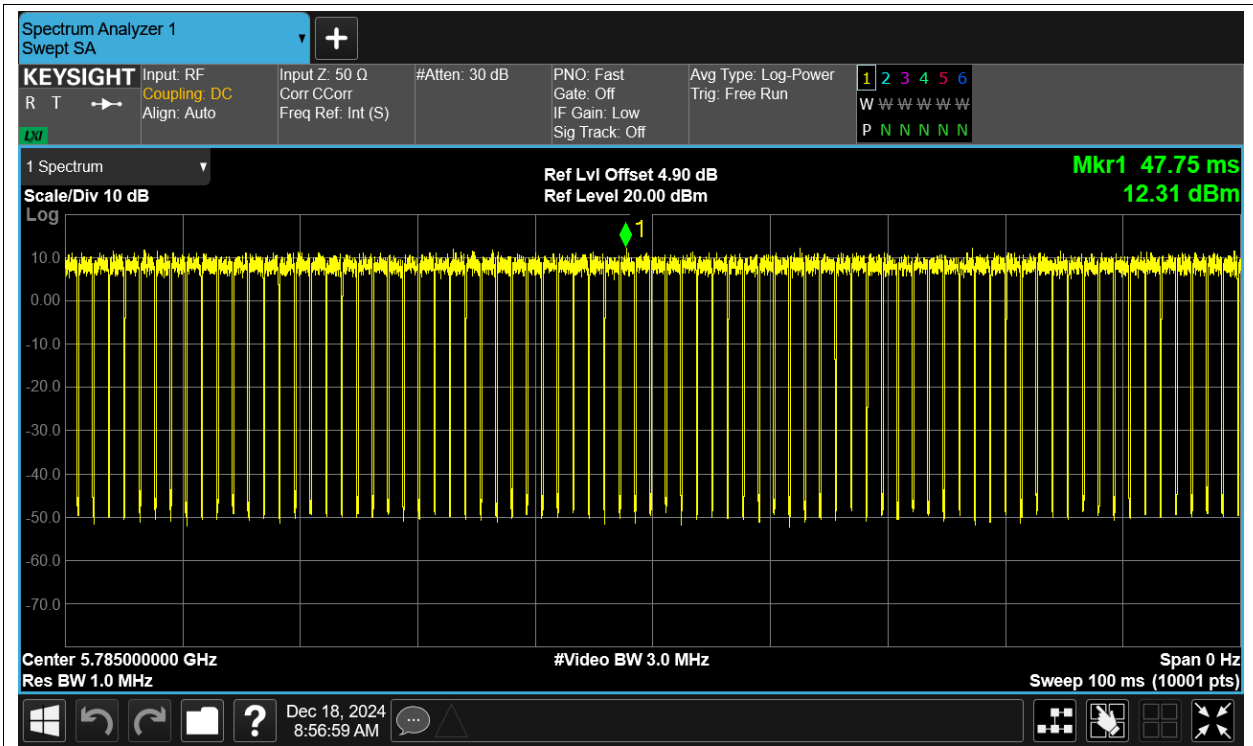 Spectrum Analyzer 1
Swept SA
▼
+
KEYSIGHT
R T
LXI
Input: RF
Coupling: DC
Align: Auto
Input Z: 50 Ω
Corr CCorr
Freq Ref: Int (S)
#Atten: 30 dB
PNO: Fast
Gate: Off
IF Gain: Low
Sig Track: Off
Avg Type: Log-Power
Trig: Free Run
1 2 3 4 5 6
W W W W W W
P N N N N N
1 Spectrum ▼
Scale/Div 10 dB
Ref Lvl Offset 4.90 dB
Ref Level 20.00 dBm
Mkr1 47.75 ms
12.31 dBm
Log
1
10.0
0.00
-10.0
-20.0
-30.0
-40.0
-50.0
-60.0
-70.0
Center 5.785000000 GHz
#Video BW 3.0 MHz
Span 0 Hz
Res BW 1.0 MHz
Sweep 100 ms (10001 pts)
?
Dec 18, 2024
8:56:59 AM